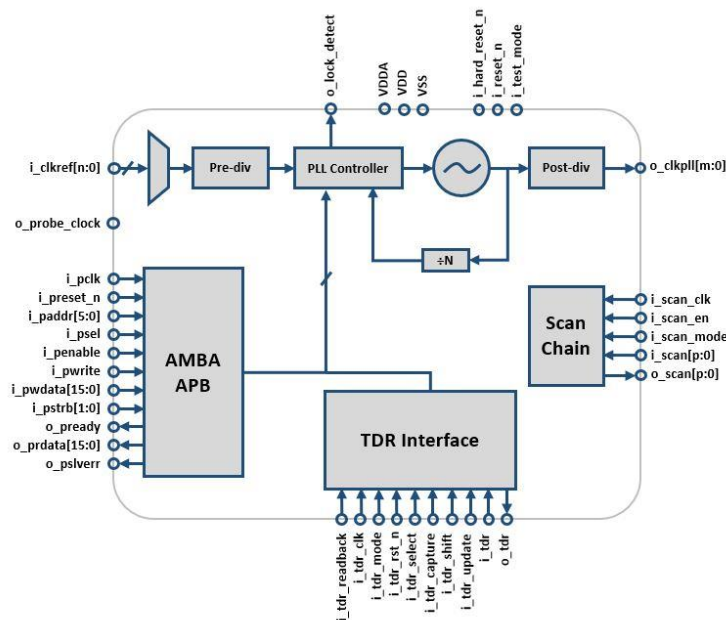 o_lock_detect
VDDA
VDD
VSS
i_hard_reset_n
i_reset_n
i_test_mode
i_clkref[n:0]
Pre-div
PLL Controller
Post-div
o_clkpll[m:0]
o_probe_clock
÷N
i_pclk
i_preset_n
i_paddr[5:0]
i_psel
i_penable
i_pwrite
i_pwdata[15:0]
i_pstrb[1:0]
o_pready
o_prdata[15:0]
o_pslverr
AMBA
APB
Scan
Chain
i_scan_clk
i_scan_en
i_scan_mode
i_scan[p:0]
o_scan[p:0]
TDR Interface
i_tdr_readback
i_tdr_clk
i_tdr_mode
i_tdr_rst_n
i_tdr_select
i_tdr_capture
i_tdr_shift
i_tdr_update
i_tdr
o_tdr